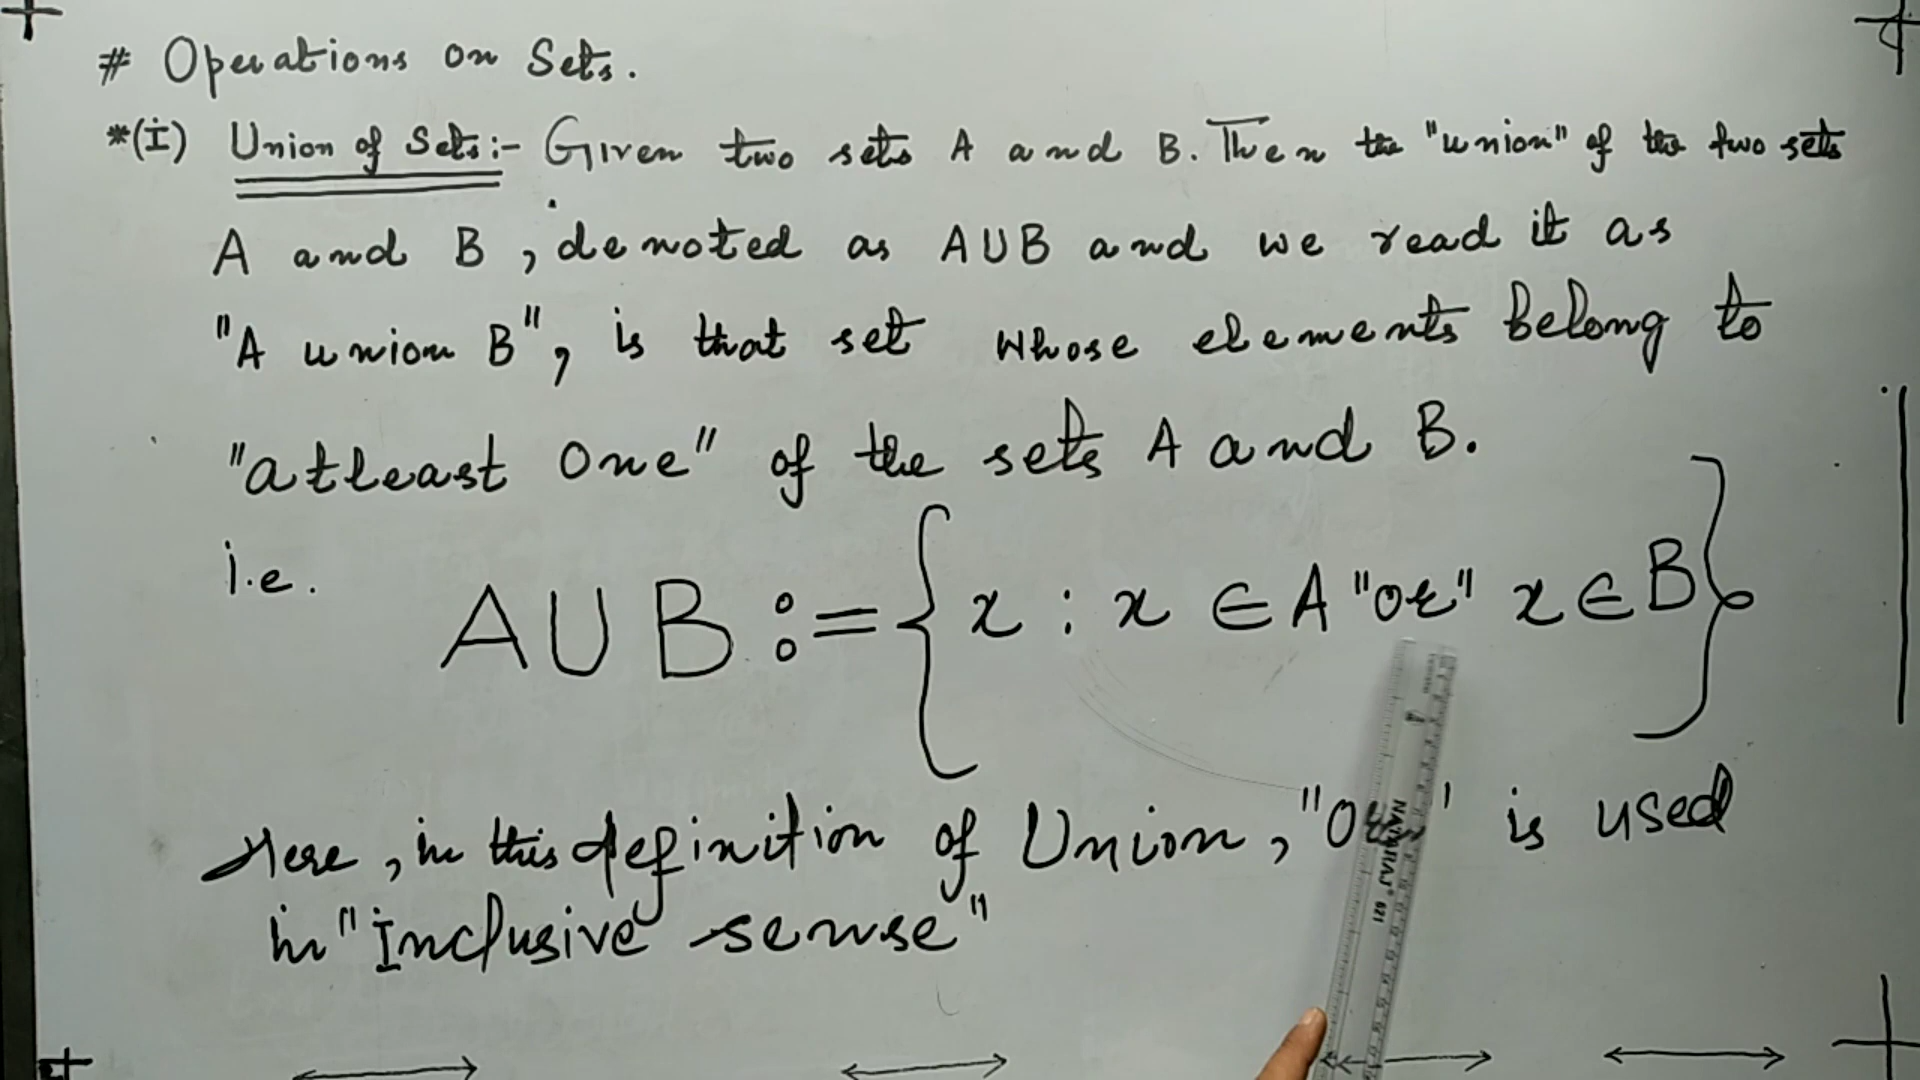 # Operations on Sets.
*(I) Union of Sets:- Given two sets A and B. Then the "union" of the two sets
A and B, denoted as A∪B and we read it as
"A union B", is that set whose elements belong to
"atleast one" of the sets A and B.
i.e. A ∪ B := { x : x ∈ A "or" x ∈ B }
Here, in this definition of Union, "or" is used
in "Inclusive sense"
NATARAJ 621